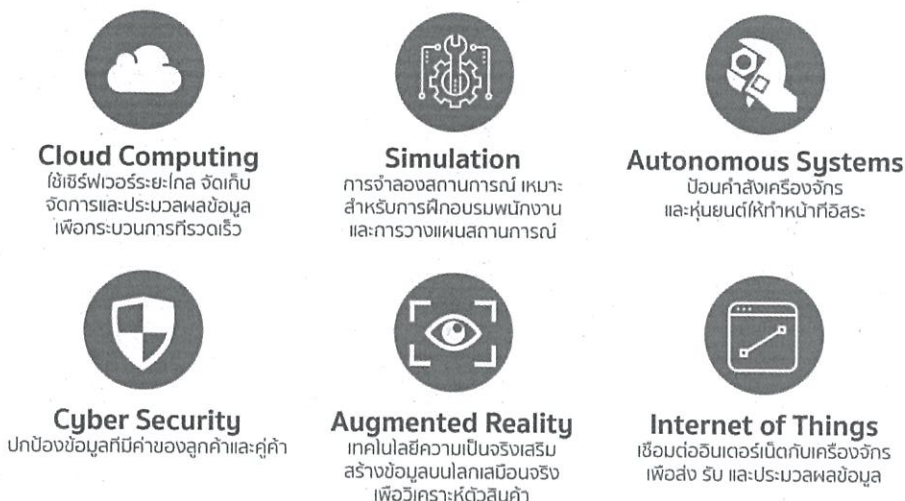 Cloud Computing
ใช้เซิร์ฟเวอร์ระยะไกล จัดเก็บ
จัดการและประมวลผลข้อมูล
เพื่อกระบวนการที่รวดเร็ว
Simulation
การจำลองสถานการณ์ เหมาะ
สำหรับการฝึกอบรมพนักงาน
และการวางแผนสถานการณ์
Autonomous Systems
ป้อนคำสั่งเครื่องจักร
และหุ่นยนต์ให้ทำหน้าที่อิสระ
Cyber Security
ปกป้องข้อมูลที่มีค่าของลูกค้าและคู่ค้า
Augmented Reality
เทคโนโลยีความเป็นจริงเสริม
สร้างข้อมูลบนโลกเสมือนจริง
เพื่อวิเคราะห์ตัวสินค้า
Internet of Things
เชื่อมต่ออินเตอร์เน็ตกับเครื่องจักร
เพื่อส่ง รับ และประมวลผลข้อมูล